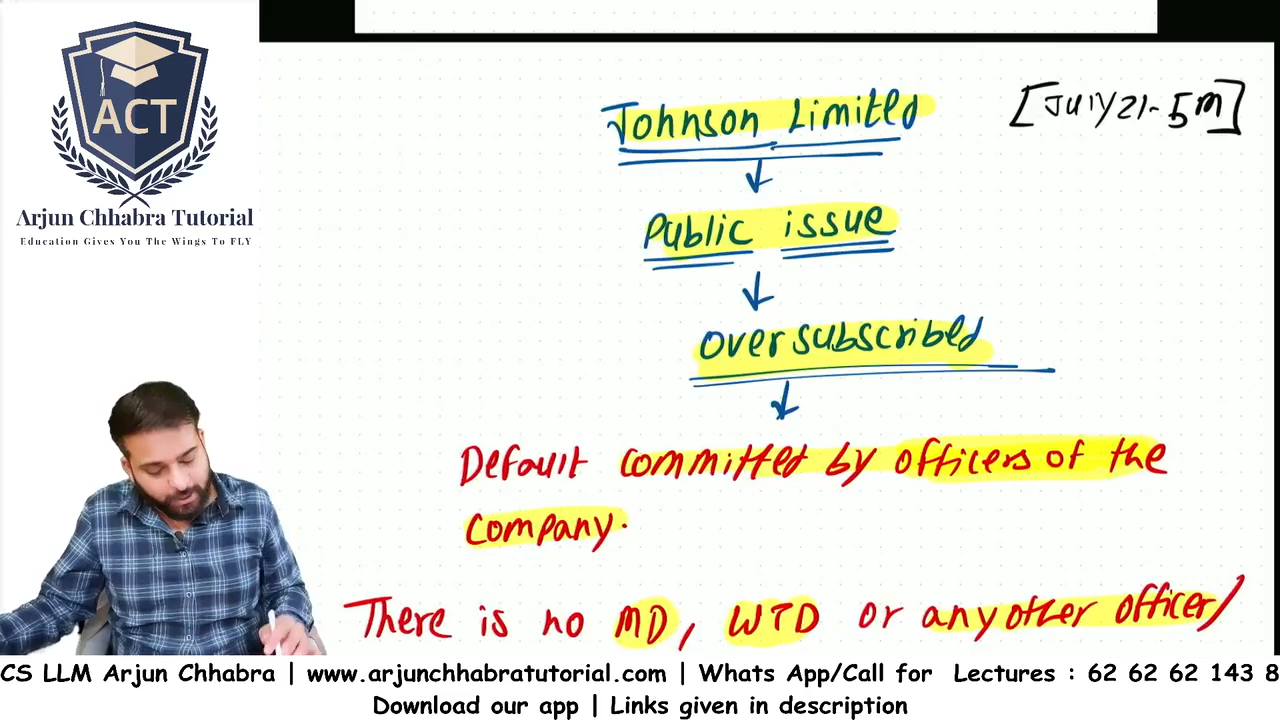 ACT
Arjun Chhabra Tutorial
Education Gives You The Wings To FLY
Johnson Limited
[July 21- 5m]
Public issue
Oversubscribed
Default committed by officers of the
company.
There is no MD, WTD or any other officer/
CS LLM Arjun Chhabra | www.arjunchhabratutorial.com | Whats App/Call for Lectures : 62 62 62 143 8
Download our app | Links given in description